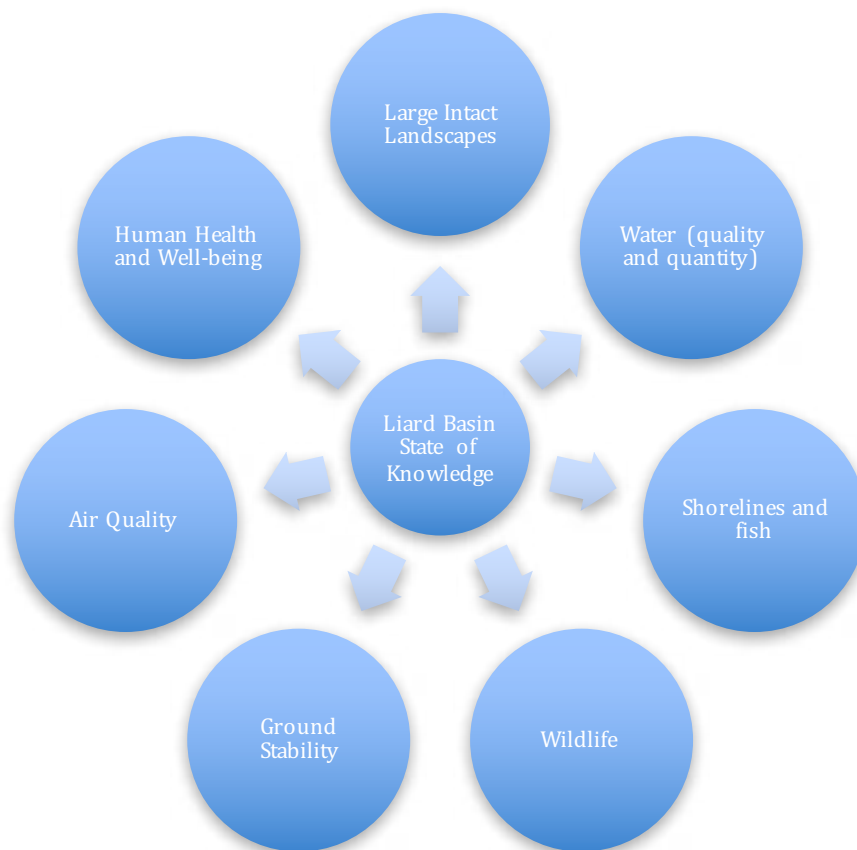 Large Intact
Landscapes
Human Health
and Well-being
Water (quality
and quantity)
Liard Basin
State of
Knowledge
Air Quality
Shorelines and
fish
Ground
Stability
Wildlife